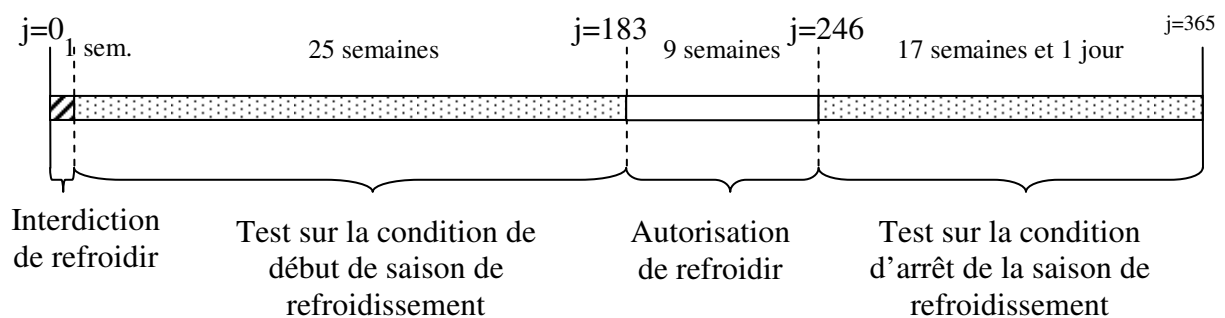 j=0
1 sem.
25 semaines
j=183
9 semaines
j=246
17 semaines et 1 jour
j=365
Interdiction
de refroidir
Test sur la condition de
début de saison de
refroidissement
Autorisation
de refroidir
Test sur la condition
d’arrêt de la saison de
refroidissement